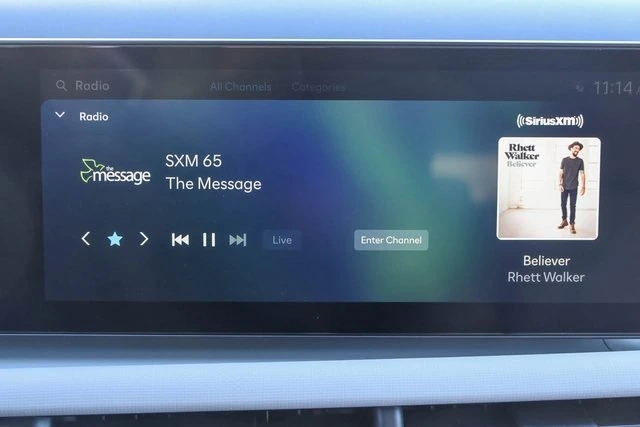 Radio
All Channels
Categories
11:14
Radio
((SiriusXM))
the message
SXM 65
The Message
Rhett
Walker
Believer
Live
Enter Channel
Believer
Rhett Walker